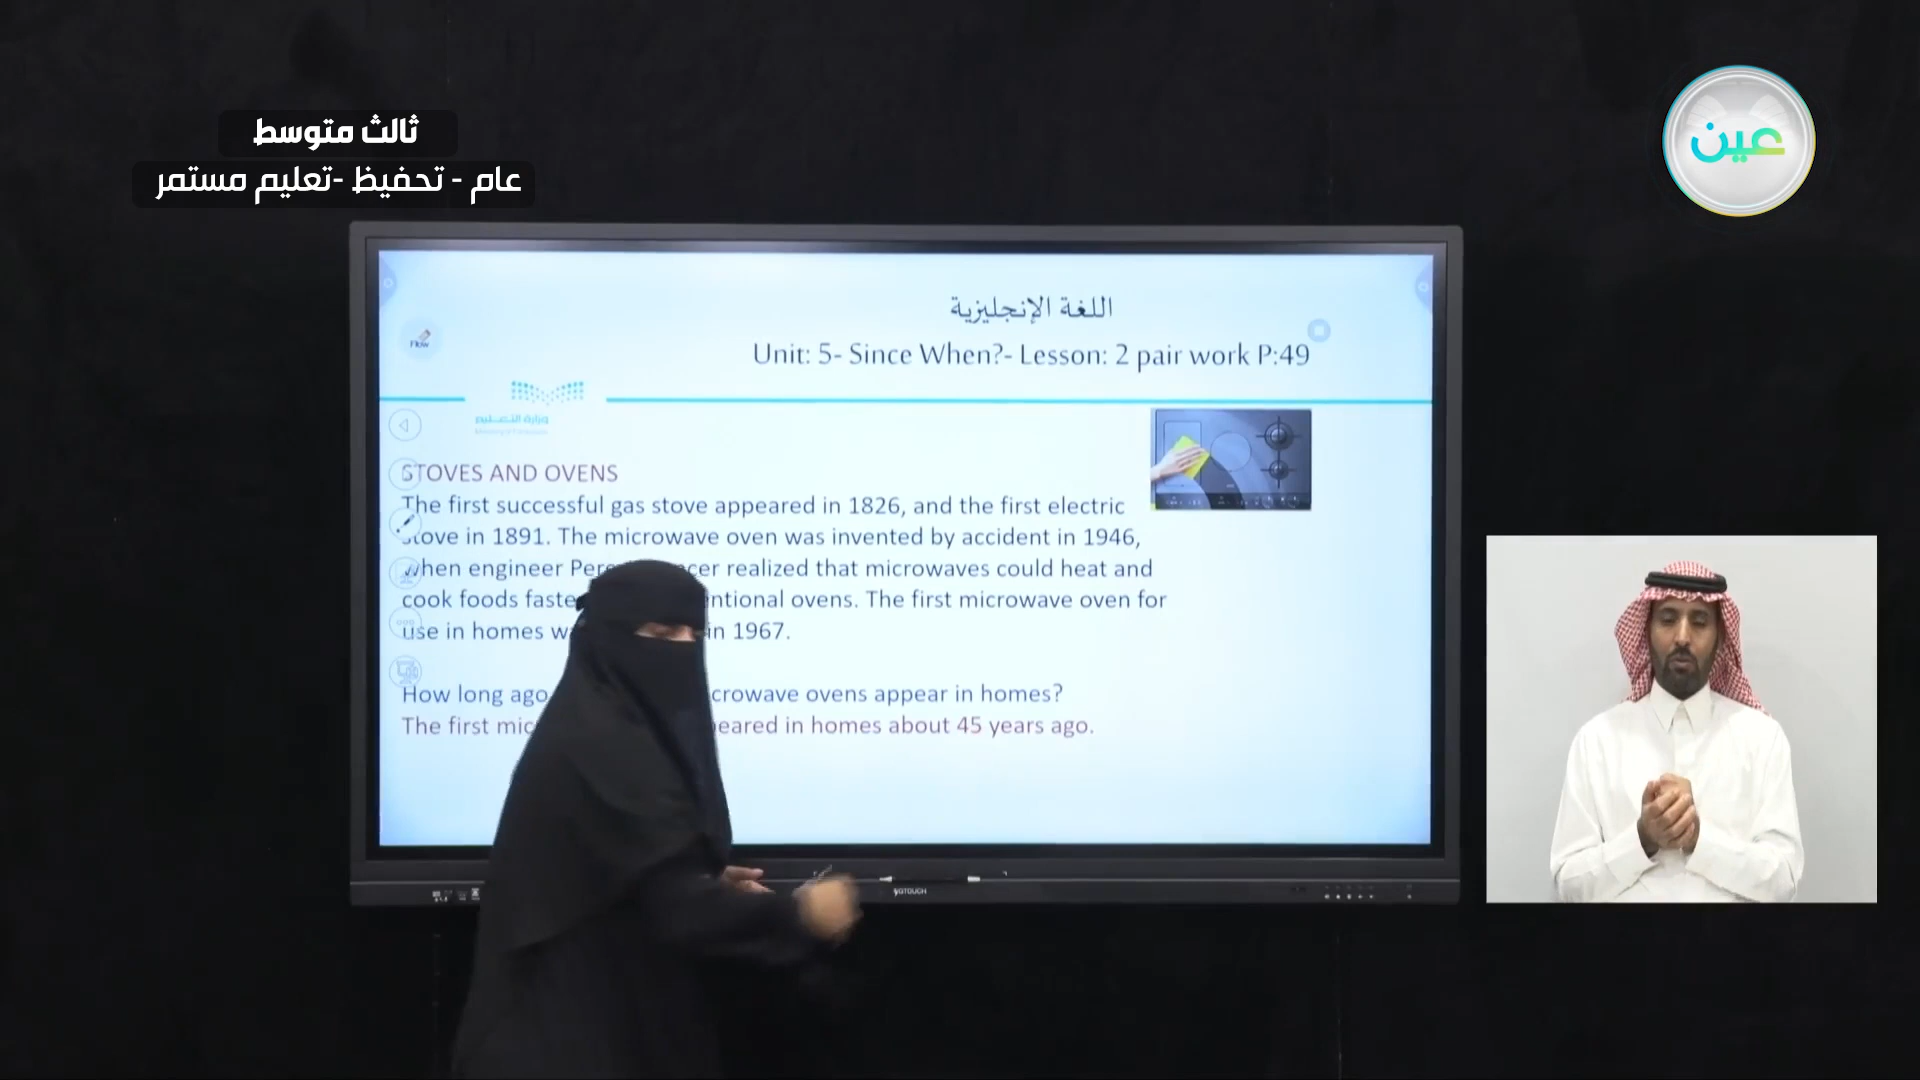 ثالث متوسط
عام - تحفيظ -تعليم مستمر
عين
اللغة الإنجليزية
Unit: 5- Since When?- Lesson: 2 pair work P:49
وزارة التعليم
STOVES AND OVENS
The first successful gas stove appeared in 1826, and the first electric
stove in 1891. The microwave oven was invented by accident in 1946,
when engineer realized that microwaves could heat and
cook foods ovens. The first microwave oven for
use in homes in 1967.
How long ago ovens appear in homes?
The first in homes about 45 years ago.